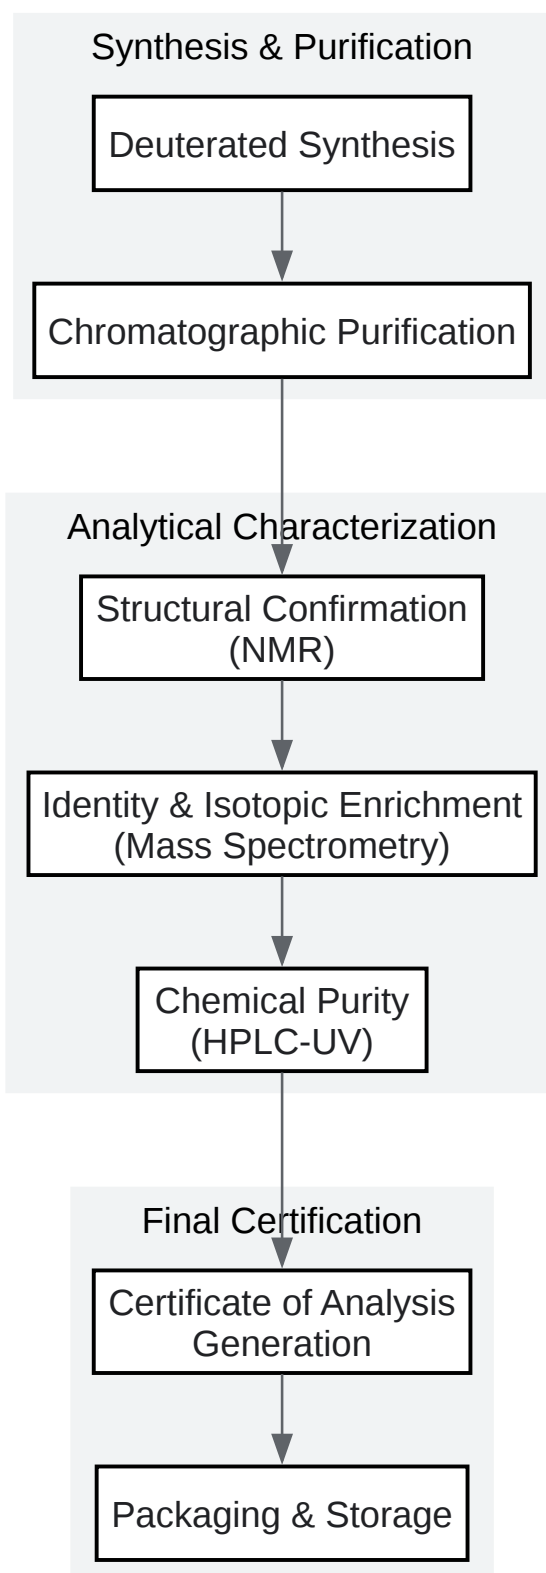 Synthesis & Purification
Deuterated Synthesis
Chromatographic Purification
Analytical Characterization
Structural Confirmation
(NMR)
Identity & Isotopic Enrichment
(Mass Spectrometry)
Chemical Purity
(HPLC-UV)
Final Certification
Certificate of Analysis
Generation
Packaging & Storage